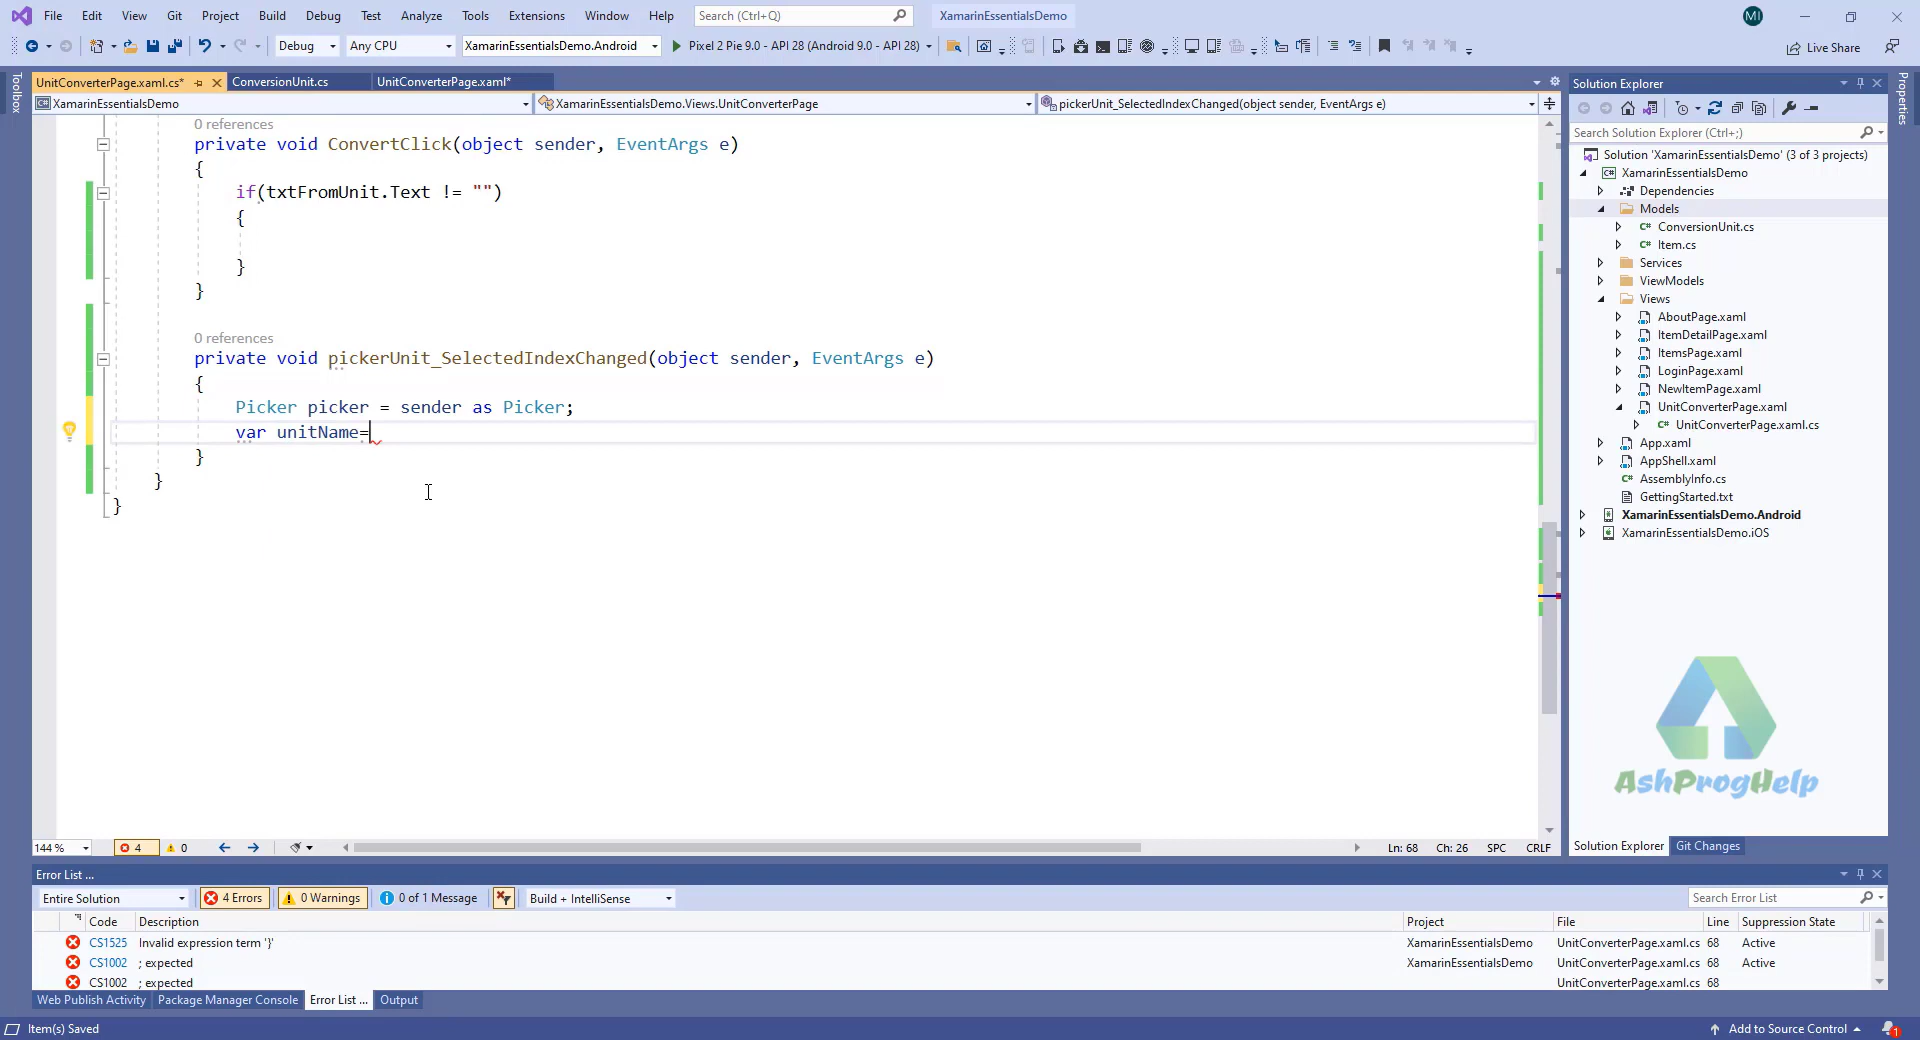 File Edit View Git Project Build Debug Test Analyze Tools Extensions Window Help Search (Ctrl+Q) XamarinEssentialsDemo MI
Debug Any CPU XamarinEssentialsDemo.Android Pixel 2 Pie 9.0 - API 28 (Android 9.0 - API 28) Live Share
Toolbox
UnitConverterPage.xaml.cs* ConversionUnit.cs UnitConverterPage.xaml*
XamarinEssentialsDemo XamarinEssentialsDemo.Views.UnitConverterPage pickerUnit_SelectedIndexChanged(object sender, EventArgs e)
0 references
private void ConvertClick(object sender, EventArgs e)
{
if(txtFromUnit.Text != "")
{
}
}
0 references
private void pickerUnit_SelectedIndexChanged(object sender, EventArgs e)
{
Picker picker = sender as Picker;
var unitName=
}
}
}
144 % 4 0 Ln: 68 Ch: 26 SPC CRLF
Solution Explorer
Search Solution Explorer (Ctrl+;)
Solution 'XamarinEssentialsDemo' (3 of 3 projects)
XamarinEssentialsDemo
Dependencies
Models
ConversionUnit.cs
Item.cs
Services
ViewModels
Views
AboutPage.xaml
ItemDetailPage.xaml
ItemsPage.xaml
LoginPage.xaml
NewItemPage.xaml
UnitConverterPage.xaml
UnitConverterPage.xaml.cs
App.xaml
AppShell.xaml
AssemblyInfo.cs
GettingStarted.txt
XamarinEssentialsDemo.Android
XamarinEssentialsDemo.iOS
AshProgHelp
Solution Explorer Git Changes
Properties
Error List ...
Entire Solution 4 Errors 0 Warnings 0 of 1 Message Build + IntelliSense Search Error List
Code Description Project File Line Suppression State
CS1525 Invalid expression term '}' XamarinEssentialsDemo UnitConverterPage.xaml.cs 68 Active
CS1002 ; expected XamarinEssentialsDemo UnitConverterPage.xaml.cs 68 Active
CS1002 ; expected UnitConverterPage.xaml.cs 68
Web Publish Activity Package Manager Console Error List ... Output
Item(s) Saved Add to Source Control 1